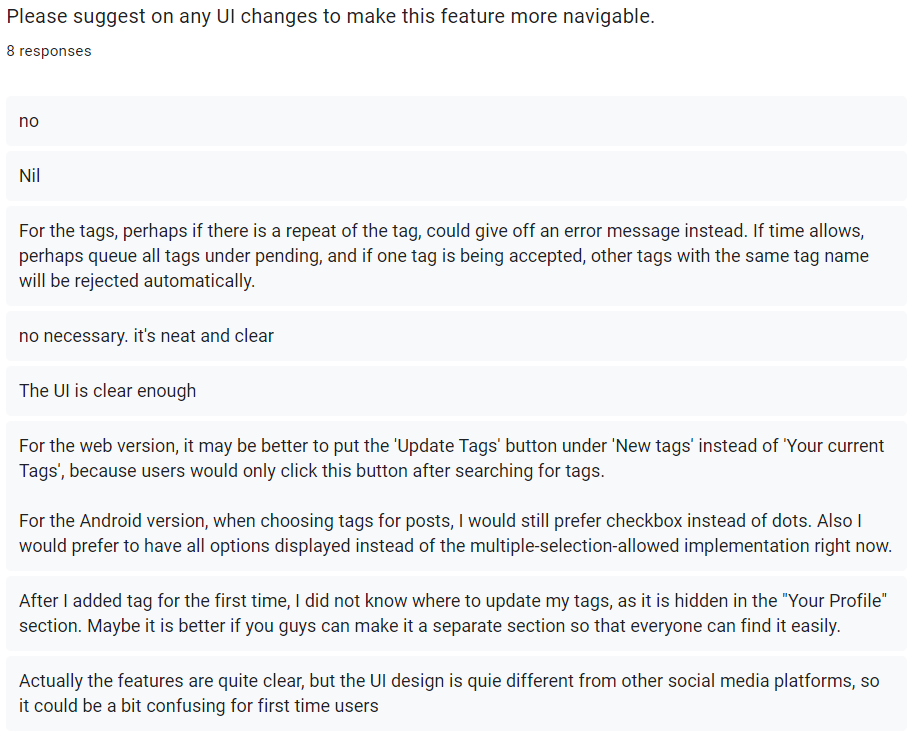 Please suggest on any UI changes to make this feature more navigable.
8 responses
no
Nil
For the tags, perhaps if there is a repeat of the tag, could give off an error message instead. If time allows,
perhaps queue all tags under pending, and if one tag is being accepted, other tags with the same tag name
will be rejected automatically.
no necessary. it's neat and clear
The UI is clear enough
For the web version, it may be better to put the 'Update Tags' button under 'New tags' instead of 'Your current
Tags', because users would only click this button after searching for tags.
For the Android version, when choosing tags for posts, I would still prefer checkbox instead of dots. Also I
would prefer to have all options displayed instead of the multiple-selection-allowed implementation right now.
After I added tag for the first time, I did not know where to update my tags, as it is hidden in the "Your Profile"
section. Maybe it is better if you guys can make it a separate section so that everyone can find it easily.
Actually the features are quite clear, but the UI design is quie different from other social media platforms, so
it could be a bit confusing for first time users